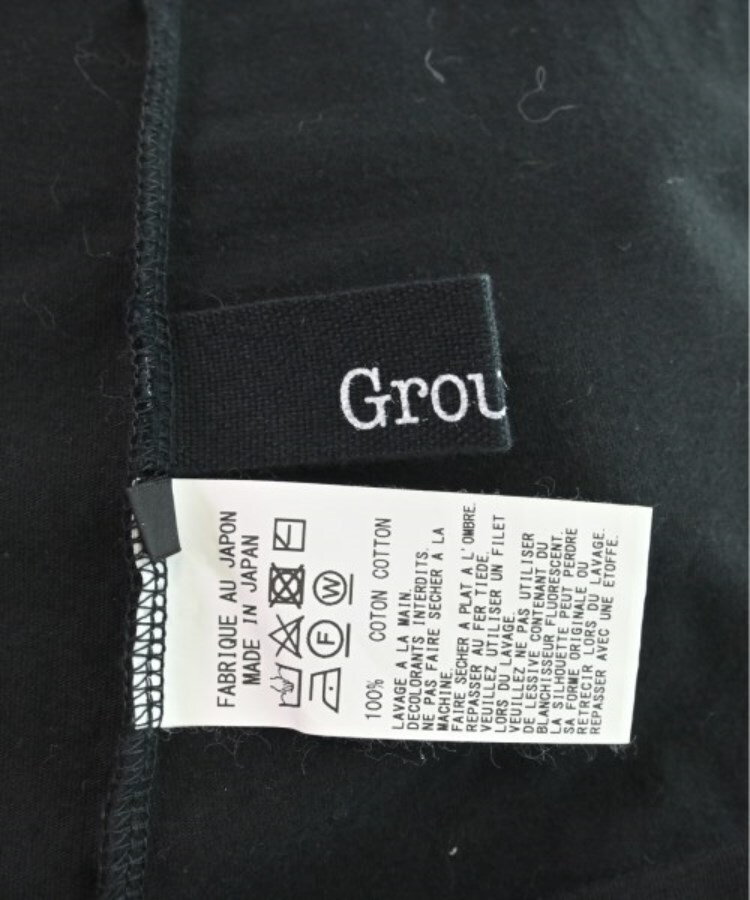 Grou
FABRIQUE AU JAPON
MADE IN JAPAN
F W
100% COTON COTTON
LAVAGE A LA MAIN.
DECOLORANTS INTERDITS.
NE PAS FAIRE SECHER A LA
MACHINE.
FAIRE SECHER A PLAT A L'OMBRE.
REPASSER AU FER TIEDE.
VEUILLEZ UTILISER UN FILET
LORS DU LAVAGE.
VEUILLEZ NE PAS UTILISER
DE LESSIVE CONTENANT DU
BLANCHISSEUR FLUORESCENT.
LA SILHOUETTE PEUT PERDRE
SA FORME ORIGINALE OU
RETRECIR LORS DU LAVAGE.
REPASSER AVEC UNE ETOFFE.